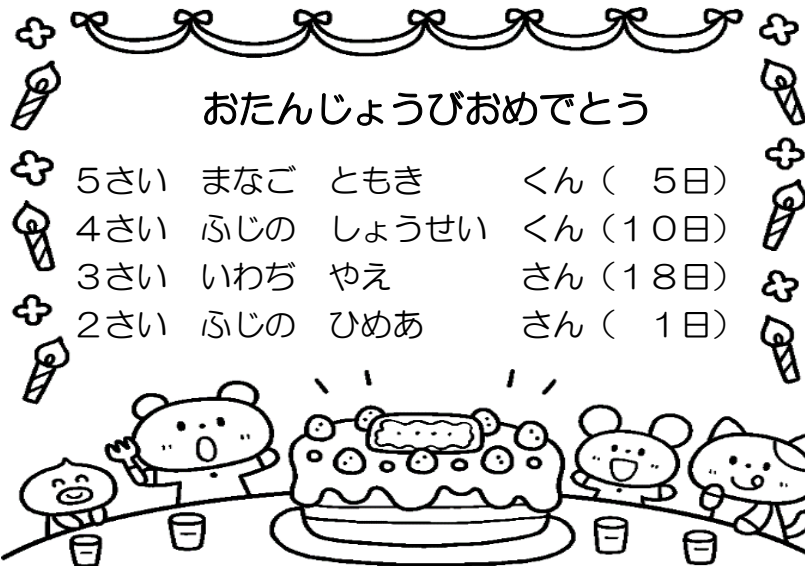 おたんじょうびおめでとう
5さい　まなご　ともき　　　くん（　5日）
4さい　ふじの　しょうせい　くん（10日）
3さい　いわぢ　やえ　　　　さん（18日）
2さい　ふじの　ひめあ　　　さん（　1日）